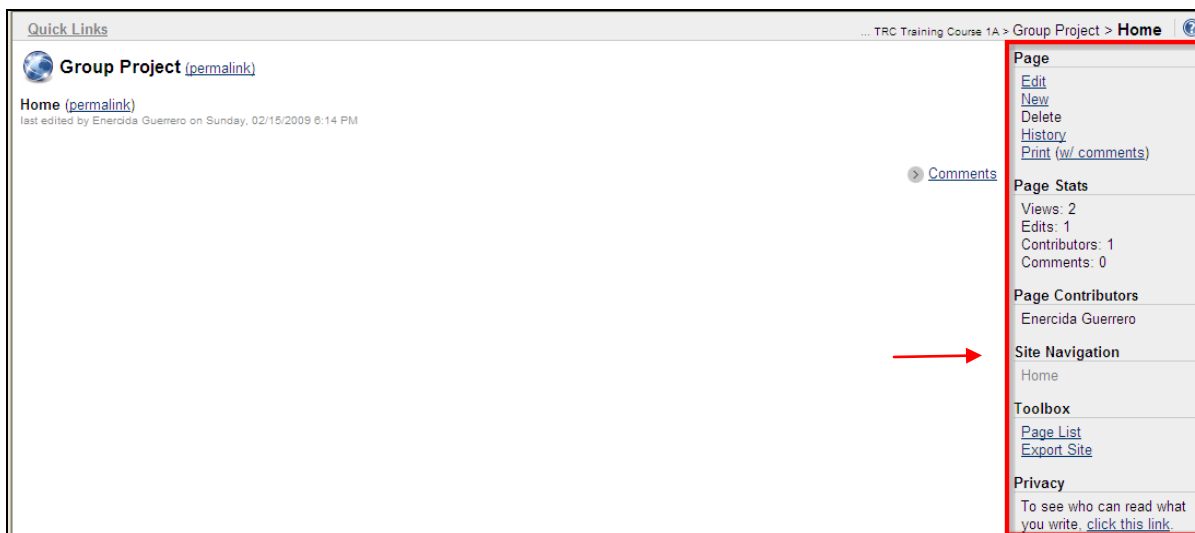 Quick Links
... TRC Training Course 1A > Group Project > Home
Group Project (permalink)
Home (permalink)
last edited by Enercida Guerrero on Sunday, 02/15/2009 6:14 PM
Comments
Page
Edit
New
Delete
History
Print (w/ comments)
Page Stats
Views: 2
Edits: 1
Contributors: 1
Comments: 0
Page Contributors
Enercida Guerrero
Site Navigation
Home
Toolbox
Page List
Export Site
Privacy
To see who can read what
you write, click this link.